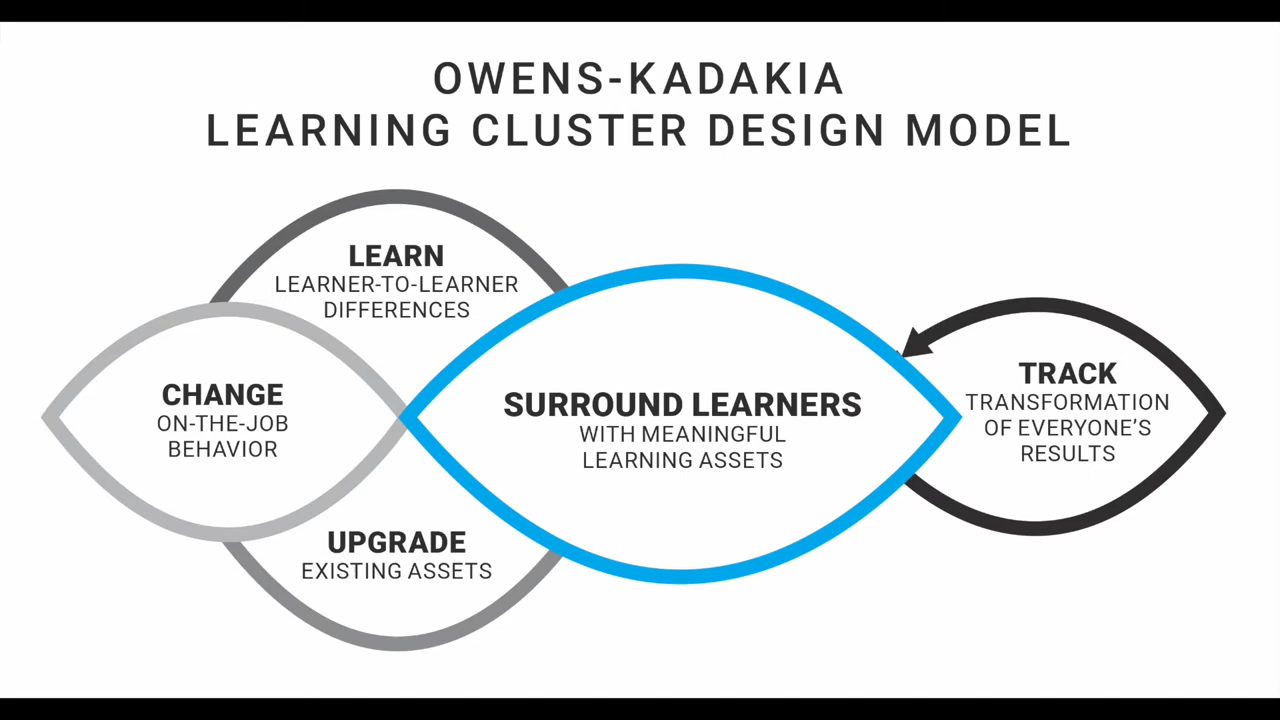 OWENS-KADAKIA
LEARNING CLUSTER DESIGN MODEL
LEARN
LEARNER-TO-LEARNER
DIFFERENCES
CHANGE
ON-THE-JOB
BEHAVIOR
SURROUND LEARNERS
WITH MEANINGFUL
LEARNING ASSETS
TRACK
TRANSFORMATION
OF EVERYONE'S
RESULTS
UPGRADE
EXISTING ASSETS